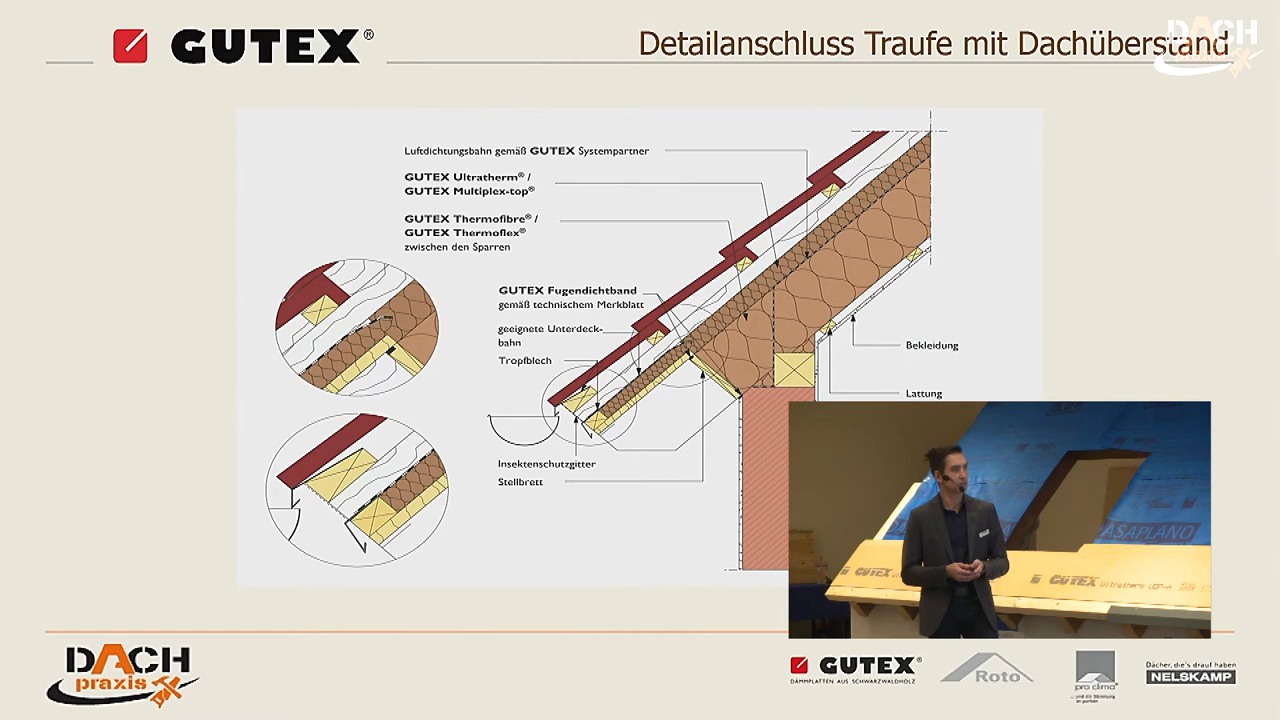 GUTEX®
Detailanschluss Traufe mit Dachüberstand
DACH
Luftdichtungsbahn gemäß GUTEX Systempartner
GUTEX Ultratherm® /
GUTEX Multiplex-top®
GUTEX Thermofibre® /
GUTEX Thermoflex®
zwischen den Sparren
GUTEX Fugendichtband
gemäß technischem Merkblatt
geeignete Unterdeck-
bahn
Tropfblech
Bekleidung
Lattung
Insektenschutzgitter
Stellbrett
ASAPLANO
GUTEX
GUTEX
DACH
praxis
GUTEX®
DÄMMPLATTEN AUS SCHWARZWALDHOLZ
Roto
pro clima®
Dächer, die's drauf haben
NELSKAMP